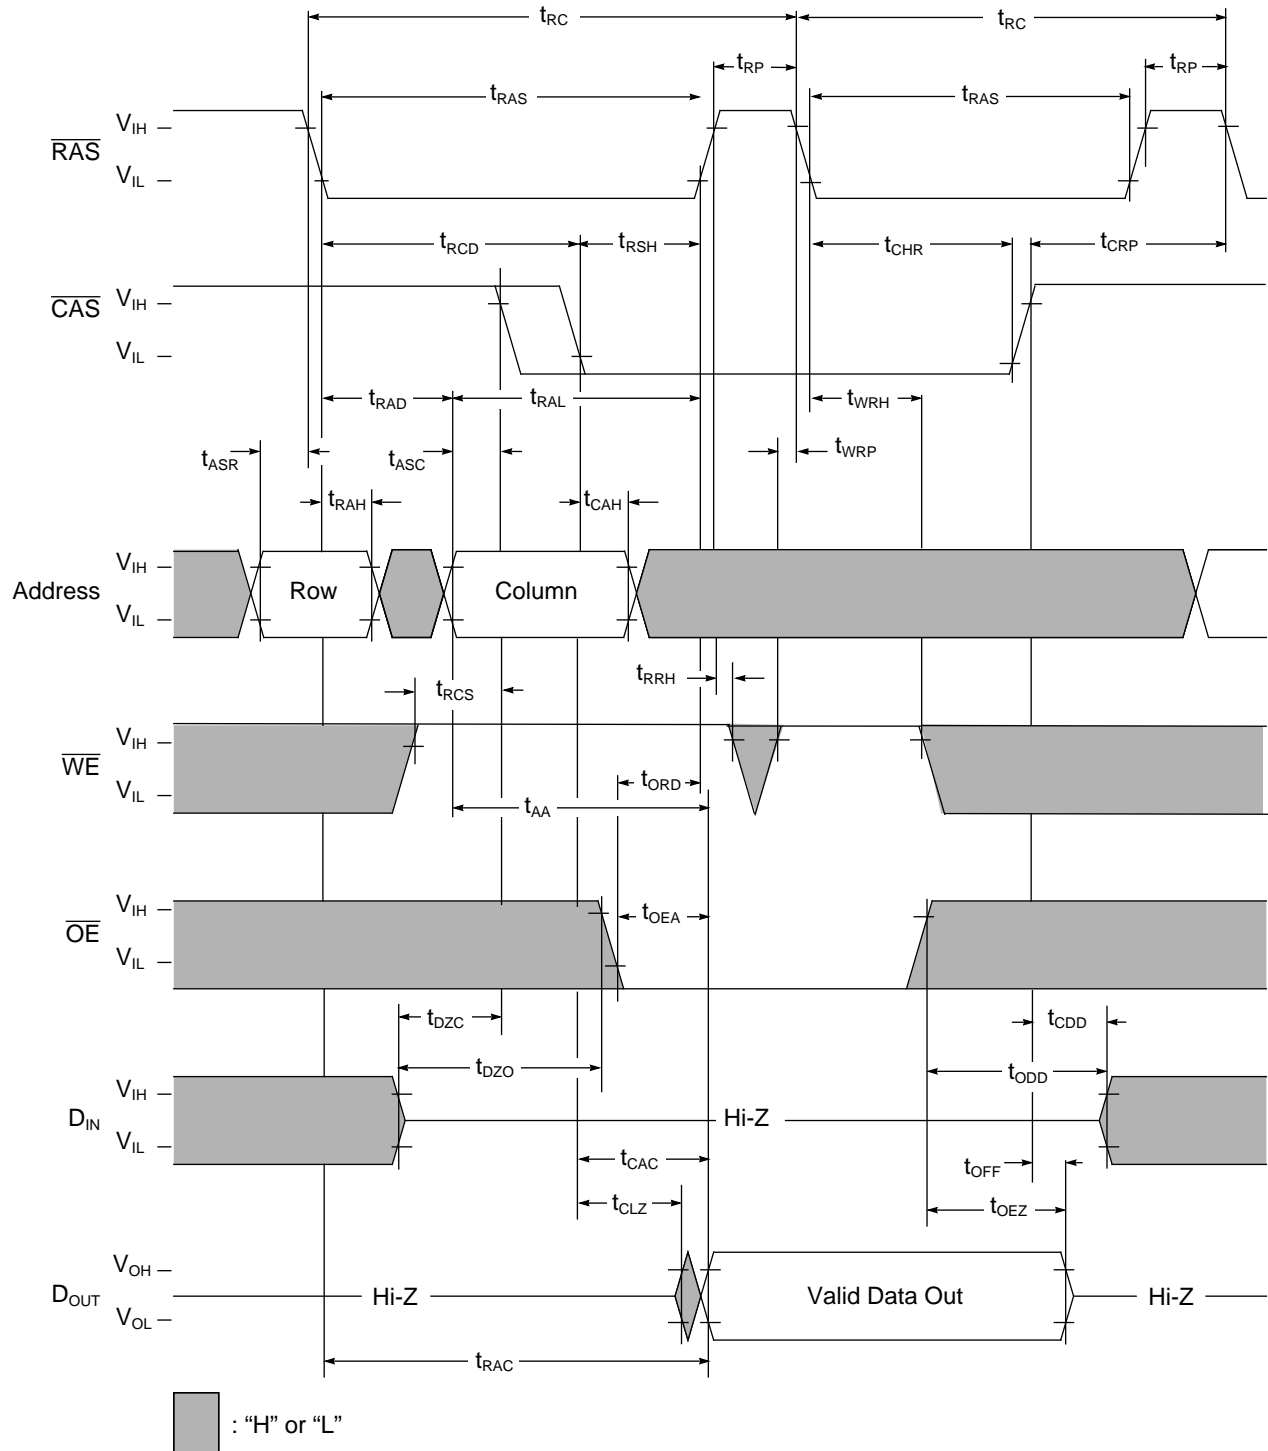 tRC tRC
tRP tRP
tRAS tRAS
RAS VIH
VIL
tRCD tRSH tCHR tCRP
CAS VIH
VIL
tRAD tRAL tWRH
tASR tASC tWRP
tRAH tCAH
Address VIH
Row Column
VIL
tRRH
tRCS
WE VIH
VIL
tORD
tAA
OE VIH
tOEA
VIL
tDZC tCDD
tDZO tODD
DIN VIH
Hi-Z
VIL
tCAC tOFF
tCLZ tOEZ
DOUT VOH
Hi-Z Valid Data Out Hi-Z
VOL
tRAC
: “H” or “L”